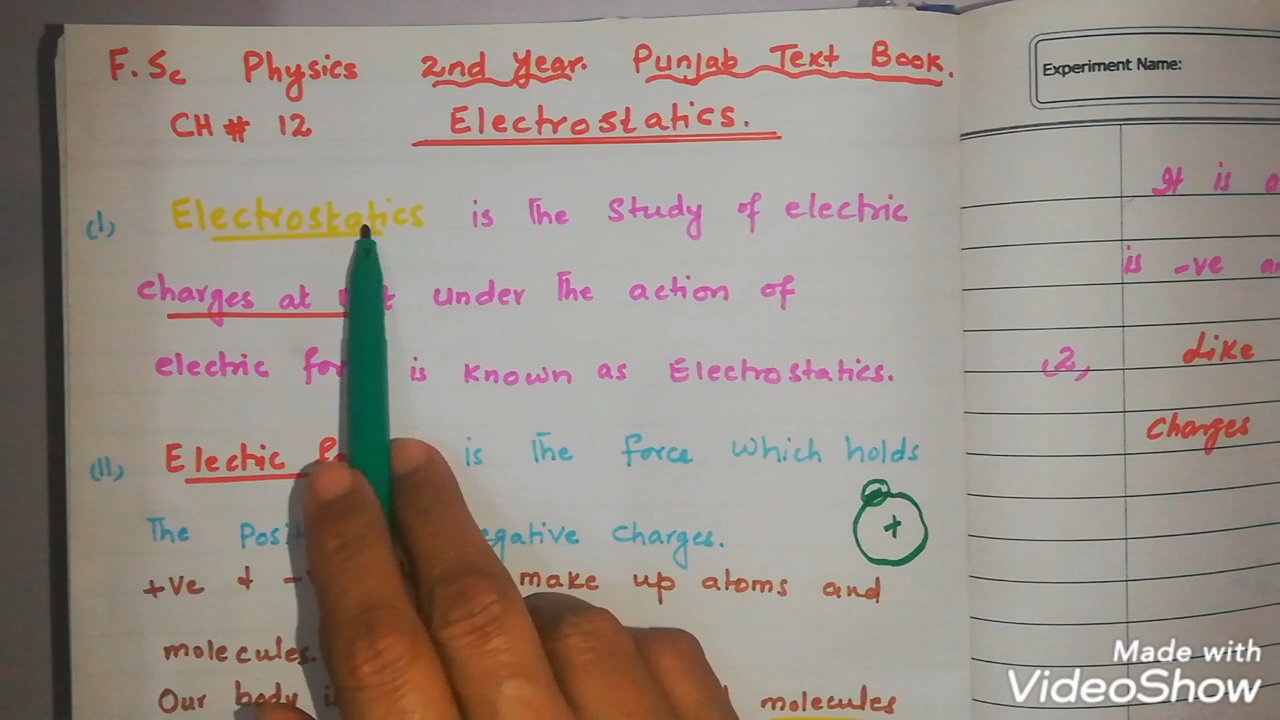 F.Sc Physics 2nd Year. Punjab Text Book.
CH # 12 Electrostatics.
(I) Electrostatics is The Study of electric
charges at under The action of
electric is known as Electrostatics.
(II) Electric is The force which holds
The charges.
+ve + make up atoms and
molecules.
Our body molecules
Experiment Name:
It is
is -ve
2, Like
charges
+
Made with
VideoShow